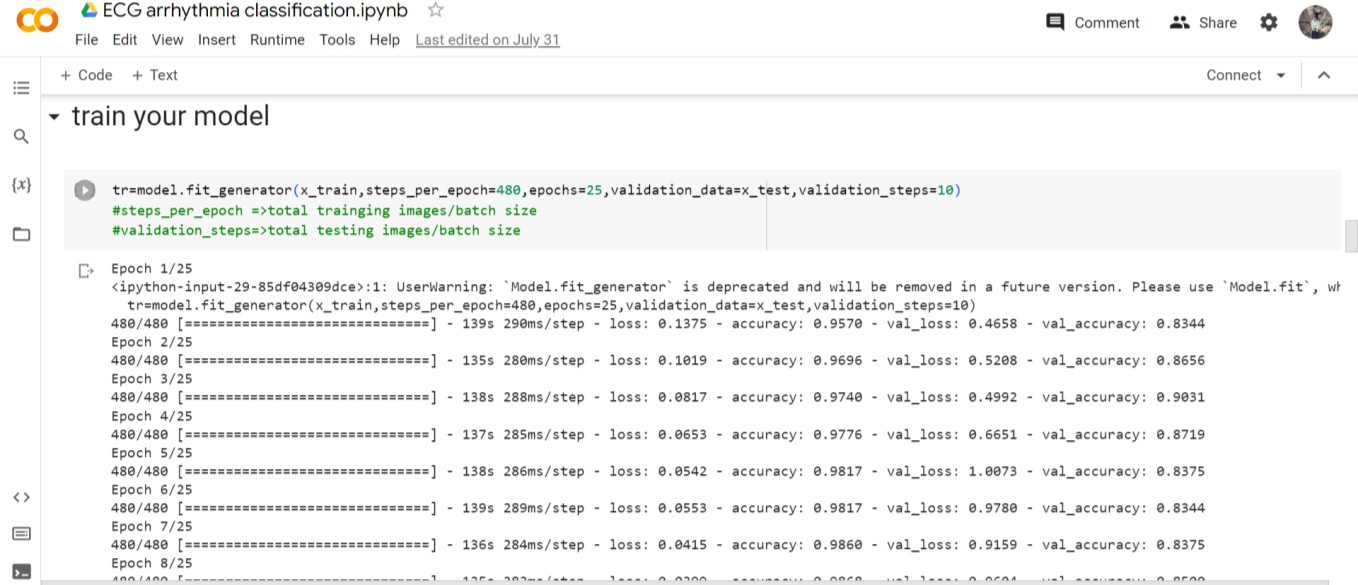 ECG arrhythmia classification.ipynb
File Edit View Insert Runtime Tools Help Last edited on July 31
Comment Share
+ Code + Text
Connect
train your model
{x}
tr=model.fit_generator(x_train,steps_per_epoch=480,epochs=25,validation_data=x_test,validation_steps=10)
#steps_per_epoch =>total trainging images/batch size
#validation_steps=>total testing images/batch size
Epoch 1/25
<ipython-input-29-85df04309dce>:1: UserWarning: `Model.fit_generator` is deprecated and will be removed in a future version. Please use `Model.fit`, wh
tr=model.fit_generator(x_train,steps_per_epoch=480,epochs=25,validation_data=x_test,validation_steps=10)
480/480 [==============================] - 139s 290ms/step - loss: 0.1375 - accuracy: 0.9570 - val_loss: 0.4658 - val_accuracy: 0.8344
Epoch 2/25
480/480 [==============================] - 135s 280ms/step - loss: 0.1019 - accuracy: 0.9696 - val_loss: 0.5208 - val_accuracy: 0.8656
Epoch 3/25
480/480 [==============================] - 138s 288ms/step - loss: 0.0817 - accuracy: 0.9740 - val_loss: 0.4992 - val_accuracy: 0.9031
Epoch 4/25
480/480 [==============================] - 137s 285ms/step - loss: 0.0653 - accuracy: 0.9776 - val_loss: 0.6651 - val_accuracy: 0.8719
Epoch 5/25
480/480 [==============================] - 138s 286ms/step - loss: 0.0542 - accuracy: 0.9817 - val_loss: 1.0073 - val_accuracy: 0.8375
Epoch 6/25
480/480 [==============================] - 139s 289ms/step - loss: 0.0553 - accuracy: 0.9817 - val_loss: 0.9780 - val_accuracy: 0.8344
Epoch 7/25
480/480 [==============================] - 136s 284ms/step - loss: 0.0415 - accuracy: 0.9860 - val_loss: 0.9159 - val_accuracy: 0.8375
Epoch 8/25